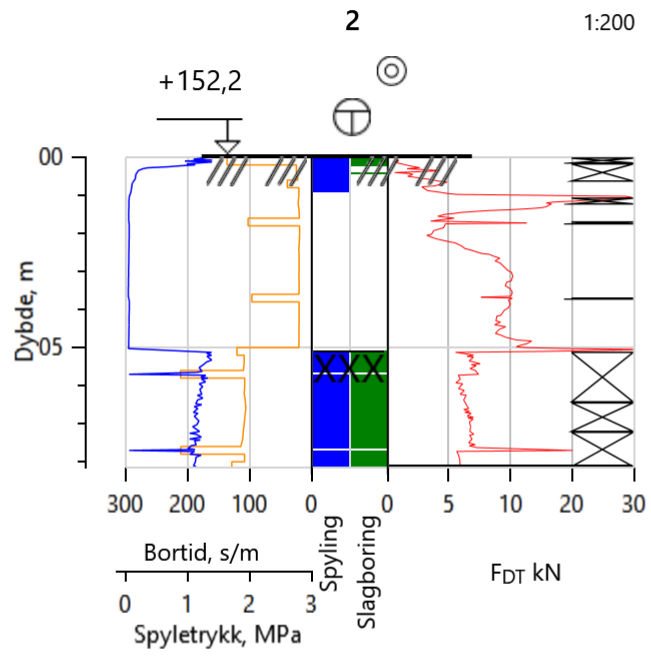 2
1:200
+152,2
00
Dybde, m
05
300 200 100 0 0 5 10 20 30
Bortid, s/m
Spyling
Slagboring
F_DT kN
0 1 2 3
Spyletrykk, MPa